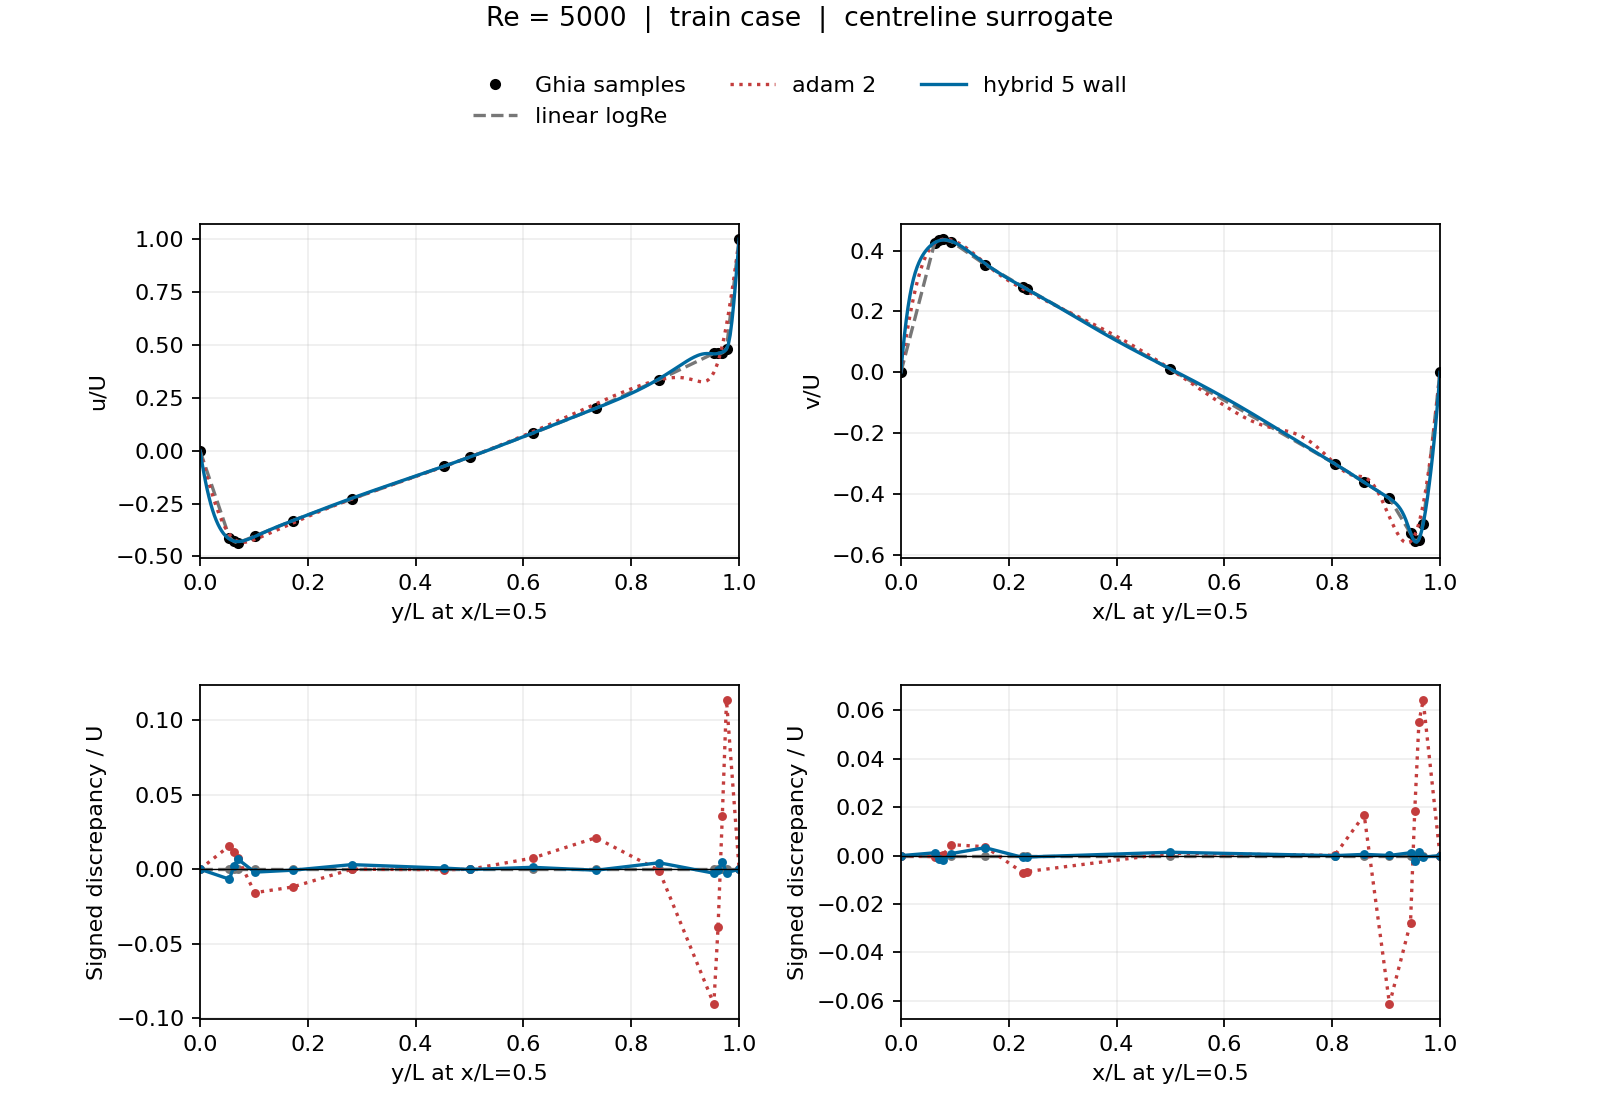 Re = 5000 | train case | centreline surrogate
Ghia samples
adam 2
hybrid 5 wall
linear logRe
1.00
0.75
0.50
0.25
0.00
−0.25
−0.50
u/U
0.0 0.2 0.4 0.6 0.8 1.0
y/L at x/L=0.5
0.4
0.2
0.0
−0.2
−0.4
−0.6
v/U
0.0 0.2 0.4 0.6 0.8 1.0
x/L at y/L=0.5
0.10
0.05
0.00
−0.05
−0.10
Signed discrepancy / U
0.0 0.2 0.4 0.6 0.8 1.0
y/L at x/L=0.5
0.06
0.04
0.02
0.00
−0.02
−0.04
−0.06
Signed discrepancy / U
0.0 0.2 0.4 0.6 0.8 1.0
x/L at y/L=0.5